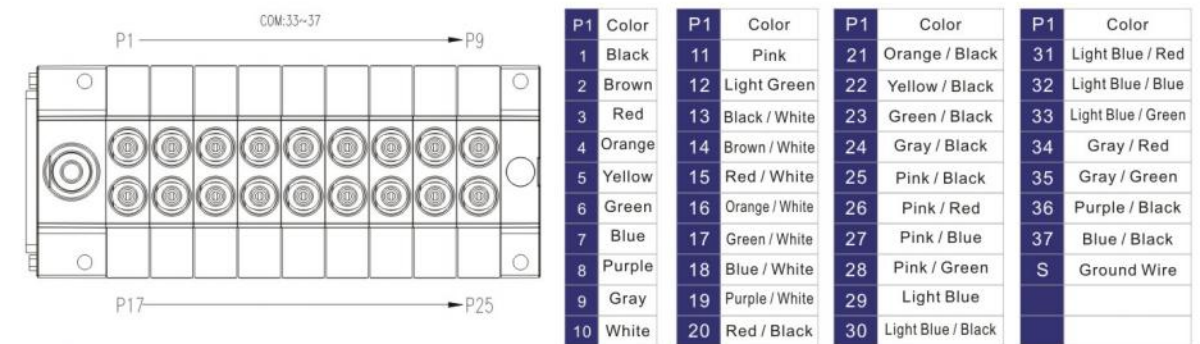 COM:33~37
P1 P9
P17 P25
P1 Color P1 Color P1 Color P1 Color
1 Black 11 Pink 21 Orange / Black 31 Light Blue / Red
2 Brown 12 Light Green 22 Yellow / Black 32 Light Blue / Blue
3 Red 13 Black / White 23 Green / Black 33 Light Blue / Green
4 Orange 14 Brown / White 24 Gray / Black 34 Gray / Red
5 Yellow 15 Red / White 25 Pink / Black 35 Gray / Green
6 Green 16 Orange / White 26 Pink / Red 36 Purple / Black
7 Blue 17 Green / White 27 Pink / Blue 37 Blue / Black
8 Purple 18 Blue / White 28 Pink / Green S Ground Wire
9 Gray 19 Purple / White 29 Light Blue
10 White 20 Red / Black 30 Light Blue / Black